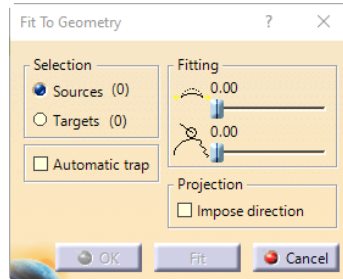 Fit To Geometry ? ×
Selection
Sources (0)
Targets (0)
Automatic trap
Fitting
0.00
0.00
Projection
Impose direction
OK Fit Cancel